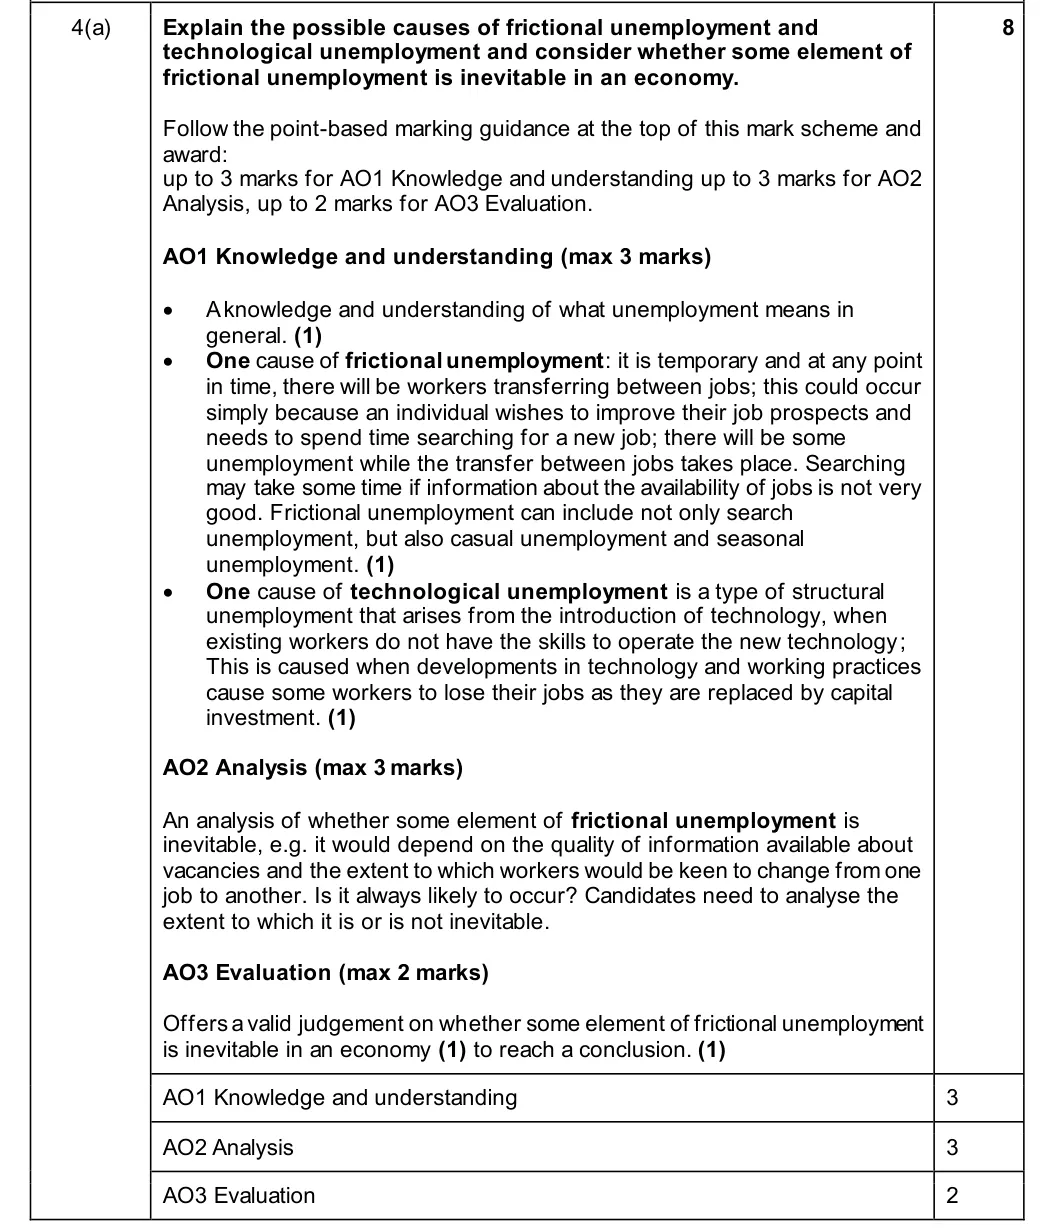 4(a)
Explain the possible causes of frictional unemployment and
technological unemployment and consider whether some element of
frictional unemployment is inevitable in an economy.
8
Follow the point-based marking guidance at the top of this mark scheme and
award:
up to 3 marks for AO1 Knowledge and understanding up to 3 marks for AO2
Analysis, up to 2 marks for AO3 Evaluation.
AO1 Knowledge and understanding (max 3 marks)
• A knowledge and understanding of what unemployment means in
general. (1)
• One cause of frictional unemployment: it is temporary and at any point
in time, there will be workers transferring between jobs; this could occur
simply because an individual wishes to improve their job prospects and
needs to spend time searching for a new job; there will be some
unemployment while the transfer between jobs takes place. Searching
may take some time if information about the availability of jobs is not very
good. Frictional unemployment can include not only search
unemployment, but also casual unemployment and seasonal
unemployment. (1)
• One cause of technological unemployment is a type of structural
unemployment that arises from the introduction of technology, when
existing workers do not have the skills to operate the new technology;
This is caused when developments in technology and working practices
cause some workers to lose their jobs as they are replaced by capital
investment. (1)
AO2 Analysis (max 3 marks)
An analysis of whether some element of frictional unemployment is
inevitable, e.g. it would depend on the quality of information available about
vacancies and the extent to which workers would be keen to change from one
job to another. Is it always likely to occur? Candidates need to analyse the
extent to which it is or is not inevitable.
AO3 Evaluation (max 2 marks)
Offers a valid judgement on whether some element of frictional unemployment
is inevitable in an economy (1) to reach a conclusion. (1)
AO1 Knowledge and understanding 3
AO2 Analysis 3
AO3 Evaluation 2